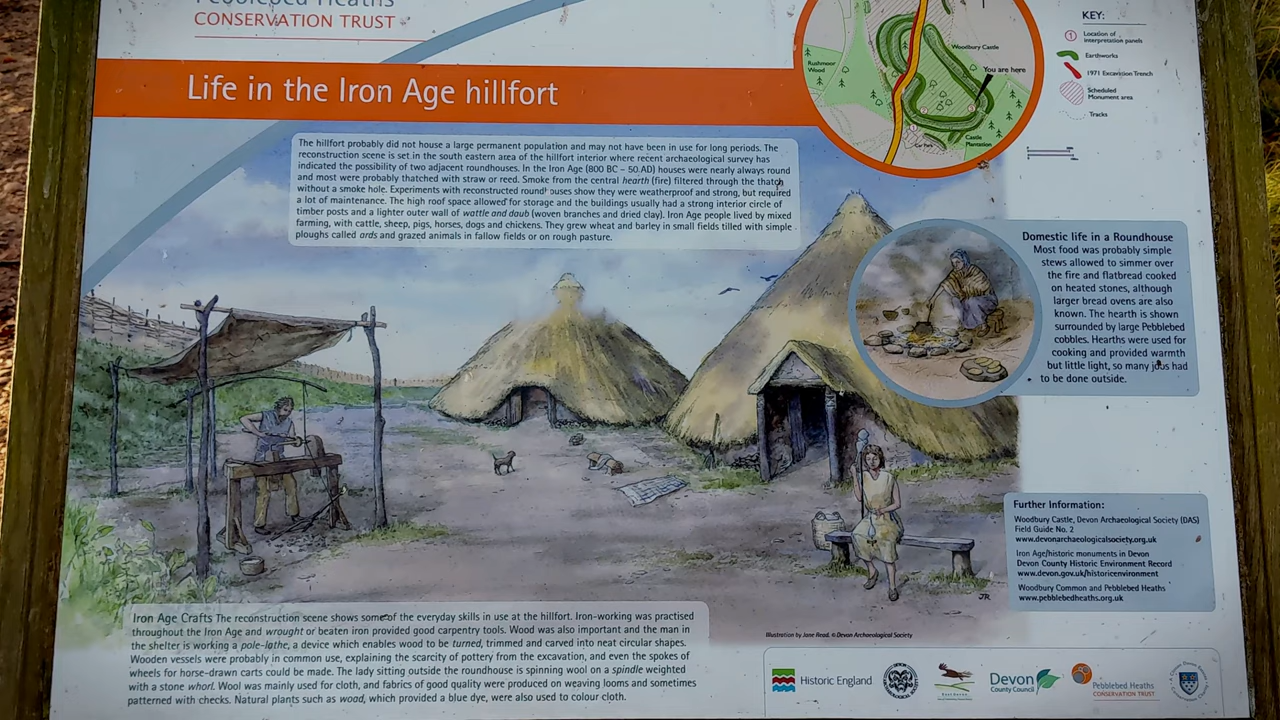 Pebblebed Heaths
CONSERVATION TRUST
Life in the Iron Age hillfort
The hillfort probably did not house a large permanent population and may not have been in use for long periods. The
reconstruction scene is set in the south eastern area of the hillfort interior where recent archaeological survey has
indicated the possibility of two adjacent roundhouses. In the Iron Age (800 BC – 50 AD) houses were nearly always round
and most were probably thatched with straw or reed. Smoke from the central hearth (fire) filtered through the thatch
without a smoke hole. Experiments with reconstructed roundhouses show they were weatherproof and strong, but required
a lot of maintenance. The high roof space allowed for storage and the buildings usually had a strong interior circle of
timber posts and a lighter outer wall of wattle and daub (woven branches and dried clay). Iron Age people lived by mixed
farming, with cattle, sheep, pigs, horses, dogs and chickens. They grew wheat and barley in small fields tilled with simple
ploughs called ards and grazed animals in fallow fields or on rough pasture.
Rushmoor
Wood
Woodbury Castle
You are here
Castle
Plantation
Car Park
KEY:
1 Location of
interpretation panels
Earthworks
1971 Excavation Trench
Scheduled
Monument area
Tracks
Domestic life in a Roundhouse
Most food was probably simple
stews allowed to simmer over
the fire and flatbread cooked
on heated stones, although
larger bread ovens are also
known. The hearth is shown
surrounded by large Pebblebed
cobbles. Hearths were used for
cooking and provided warmth
but little light, so many jobs had
to be done outside.
Further Information:
Woodbury Castle, Devon Archaeological Society (DAS)
Field Guide No. 2
www.devonarchaeologicalsociety.org.uk
Iron Age/historic monuments in Devon
Devon County Historic Environment Record
www.devon.gov.uk/historicenvironment
Woodbury Common and Pebblebed Heaths
www.pebblebedheaths.org.uk
JR
Iron Age Crafts The reconstruction scene shows some of the everyday skills in use at the hillfort. Iron-working was practised
throughout the Iron Age and wrought or beaten iron provided good carpentry tools. Wood was also important and the man in
the shelter is working a pole-lathe, a device which enables wood to be turned, trimmed and carved into neat circular shapes.
Wooden vessels were probably in common use, explaining the scarcity of pottery from the excavation, and even the spokes of
wheels for horse-drawn carts could be made. The lady sitting outside the roundhouse is spinning wool on a spindle weighted
with a stone whorl. Wool was mainly used for cloth, and fabrics of good quality were produced on weaving looms and sometimes
patterned with checks. Natural plants such as woad, which provided a blue dye, were also used to colour cloth.
Illustration by Jane Read. © Devon Archaeological Society
Historic England
Devon
County Council
Pebblebed Heaths
CONSERVATION TRUST